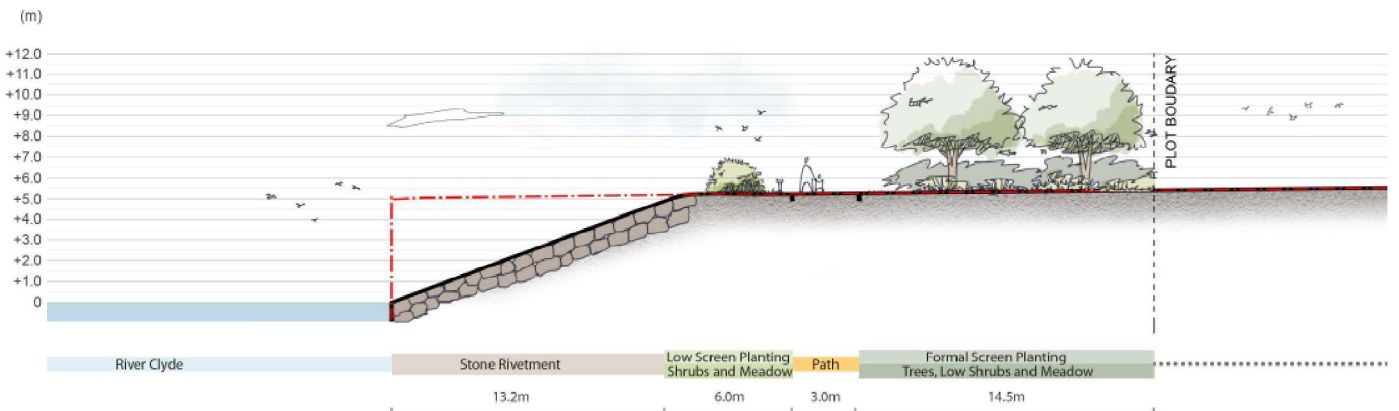 (m)
+12.0
+11.0
+10.0
+9.0
+8.0
+7.0
+6.0
+5.0
+4.0
+3.0
+2.0
+1.0
0
PLOT BOUDARY
River Clyde
Stone Rivetment
Low Screen Planting
Shrubs and Meadow
Path
Formal Screen Planting
Trees, Low Shrubs and Meadow
13.2m
6.0m
3.0m
14.5m